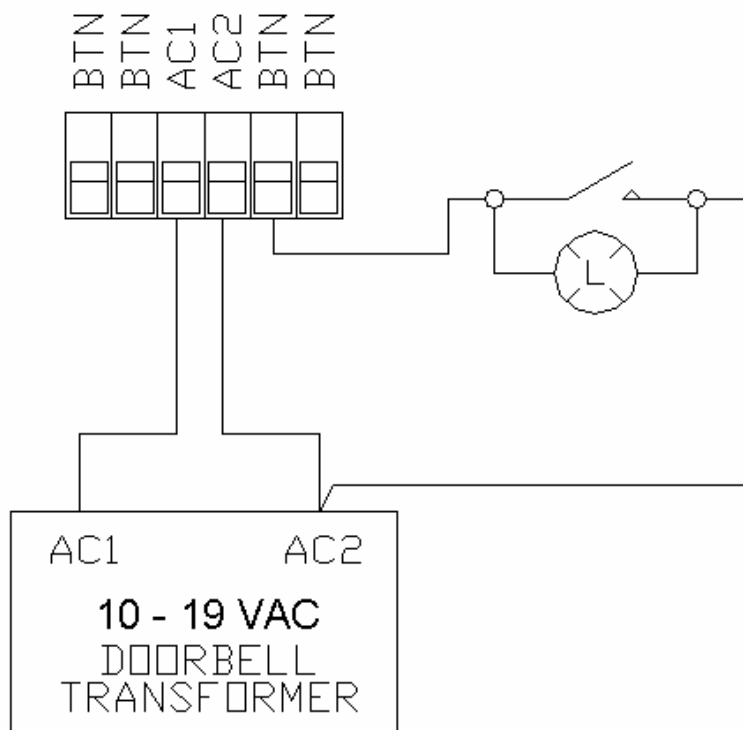 BTN BTN AC1 AC2 BTN BTN
L
AC1 AC2
10 - 19 VAC
DOORBELL
TRANSFORMER